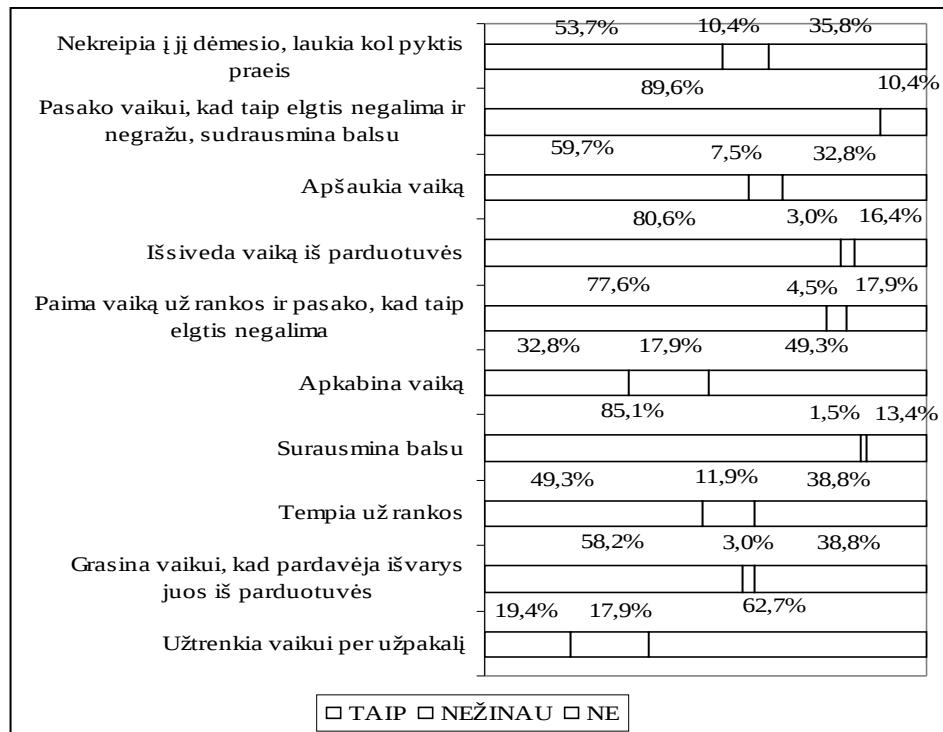 53,7% 10,4% 35,8%
Nekreipia į jį dėmesio, laukia kol pyktis
praeis
89,6% 10,4%
Pasako vaikui, kad taip elgtis negalima ir
negražu, sudrausmina balsu
59,7% 7,5% 32,8%
Apšaukia vaiką
80,6% 3,0% 16,4%
Išsiveda vaiką iš parduotuvės
77,6% 4,5% 17,9%
Paima vaiką už rankos ir pasako, kad taip
elgtis negalima
32,8% 17,9% 49,3%
Apkabina vaiką
85,1% 1,5% 13,4%
Surausmina balsu
49,3% 11,9% 38,8%
Tempia už rankos
58,2% 3,0% 38,8%
Grasina vaikui, kad pardavėja išvarys
juos iš parduotuvės
19,4% 17,9% 62,7%
Užtrenkia vaikui per užpakalį
TAIP NEŽINAU NE